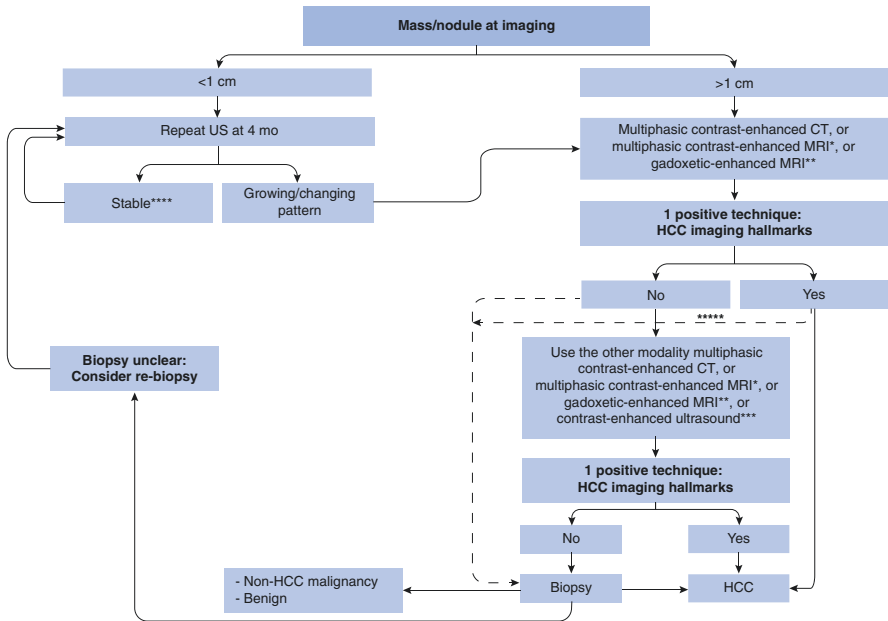 Mass/nodule at imaging
<1 cm
>1 cm
Repeat US at 4 mo
Multiphasic contrast-enhanced CT, or
multiphasic contrast-enhanced MRI*, or
gadoxetic-enhanced MRI**
Stable****
Growing/changing
pattern
1 positive technique:
HCC imaging hallmarks
No
Yes
*****
Use the other modality multiphasic
contrast-enhanced CT, or
multiphasic contrast-enhanced MRI*, or
gadoxetic-enhanced MRI**, or
contrast-enhanced ultrasound***
Biopsy unclear:
Consider re-biopsy
1 positive technique:
HCC imaging hallmarks
No
Yes
- Non-HCC malignancy
- Benign
Biopsy
HCC